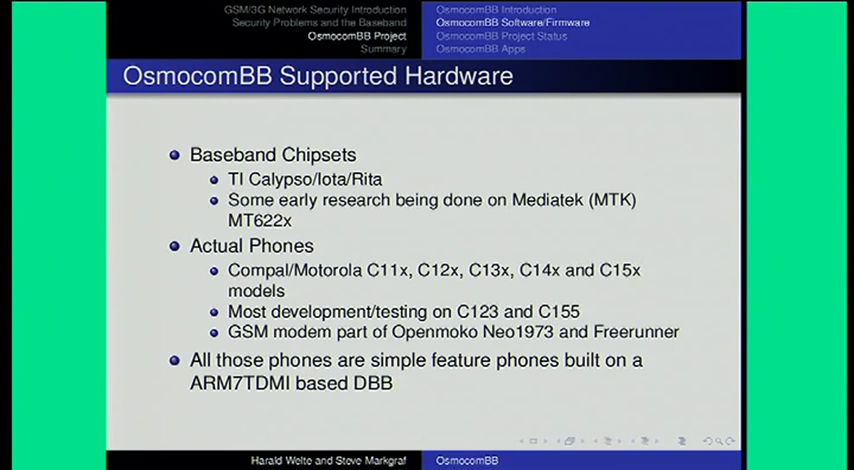 GSM/3G Network Security Introduction
Security Problems and the Baseband
OsmocomBB Project
Summary
OsmocomBB Introduction
OsmocomBB Software/Firmware
OsmocomBB Project Status
OsmocomBB Apps
OsmocomBB Supported Hardware
Baseband Chipsets
TI Calypso/Iota/Rita
Some early research being done on Mediatek (MTK)
MT622x
Actual Phones
Compal/Motorola C11x, C12x, C13x, C14x and C15x
models
Most development/testing on C123 and C155
GSM modem part of Openmoko Neo1973 and Freerunner
All those phones are simple feature phones built on a
ARM7TDMI based DBB
Harald Welte and Steve Markgraf
OsmocomBB